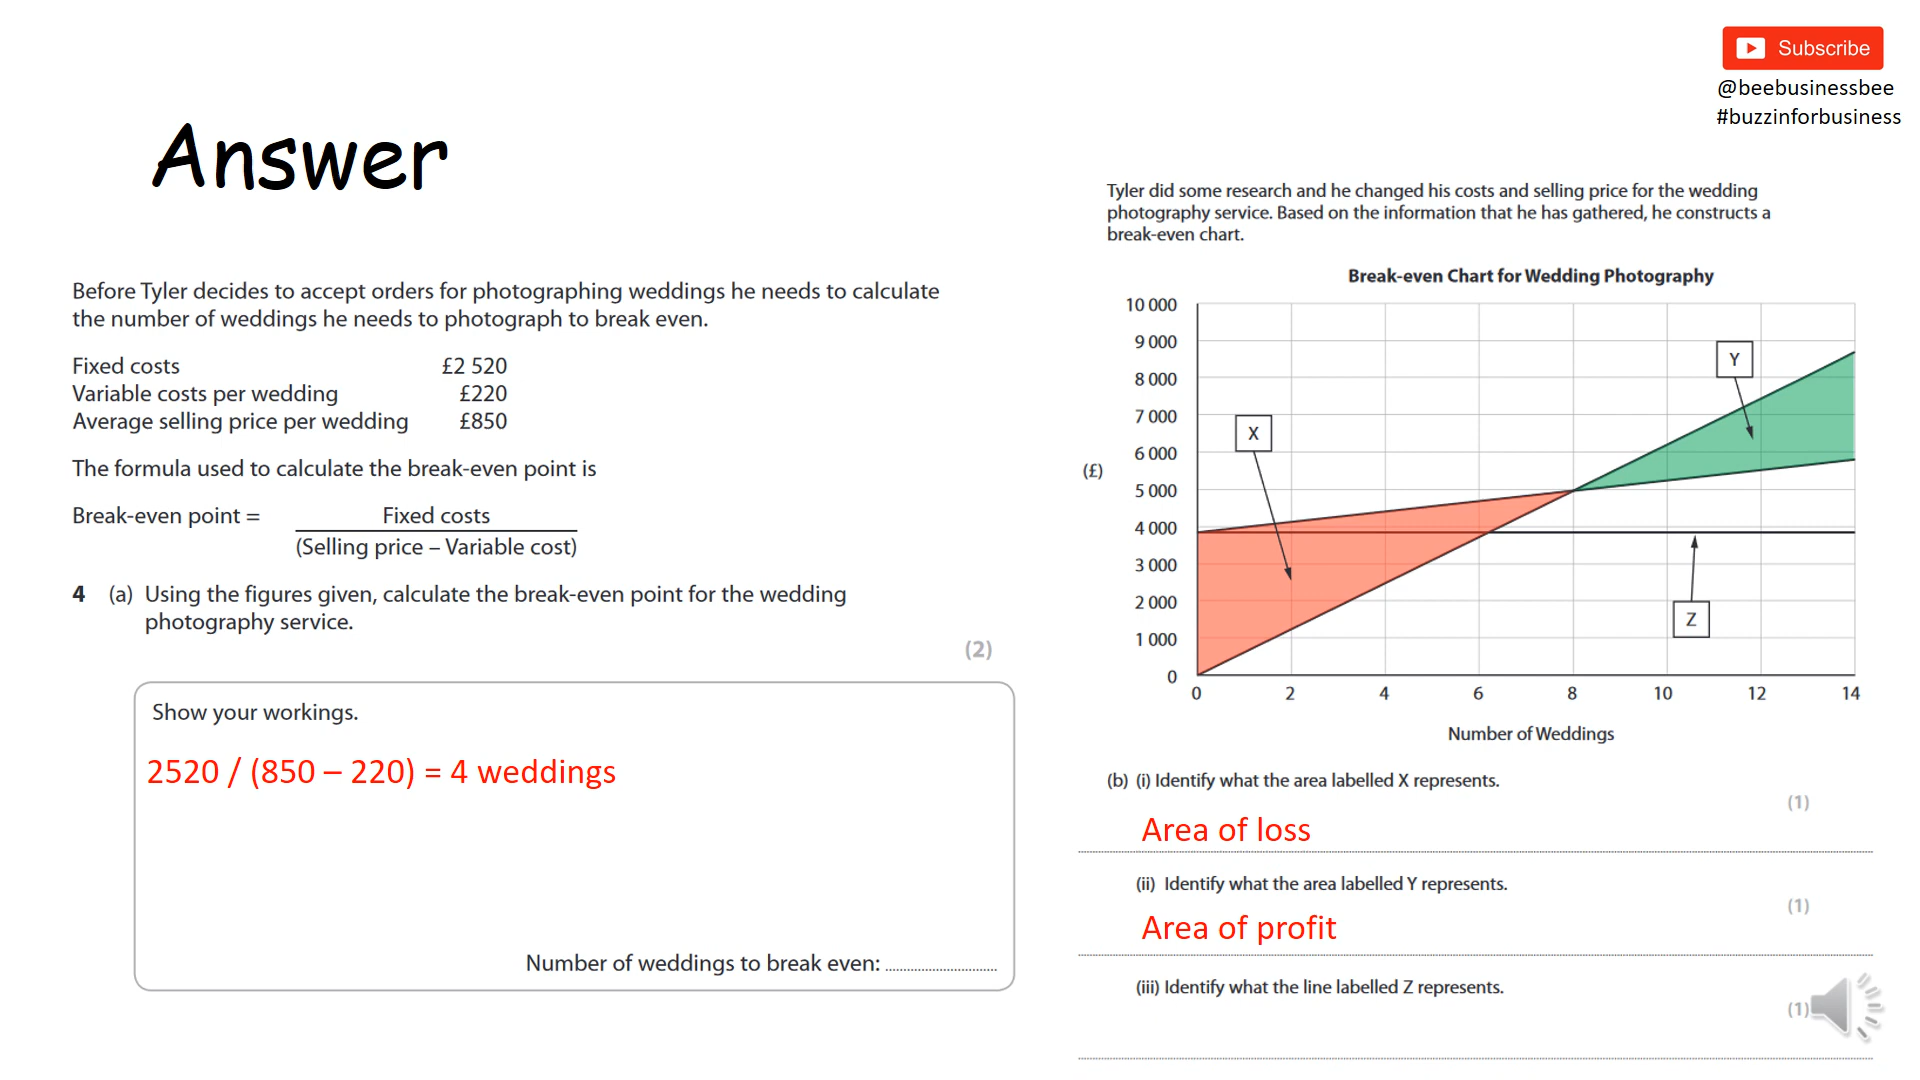 Subscribe
@beebusinessbee
#buzzinforbusiness
Answer
Before Tyler decides to accept orders for photographing weddings he needs to calculate
the number of weddings he needs to photograph to break even.
Fixed costs £2 520
Variable costs per wedding £220
Average selling price per wedding £850
The formula used to calculate the break-even point is
Break-even point = Fixed costs
(Selling price – Variable cost)
4 (a) Using the figures given, calculate the break-even point for the wedding
photography service.
(2)
Show your workings.
2520 / (850 – 220) = 4 weddings
Number of weddings to break even: ............................
Tyler did some research and he changed his costs and selling price for the wedding
photography service. Based on the information that he has gathered, he constructs a
break-even chart.
Break-even Chart for Wedding Photography
10 000
9 000
8 000
7 000
6 000
5 000
4 000
3 000
2 000
1 000
0
(£)
X
Y
Z
0 2 4 6 8 10 12 14
Number of Weddings
(b) (i) Identify what the area labelled X represents.
(1)
Area of loss
(ii) Identify what the area labelled Y represents.
(1)
Area of profit
(iii) Identify what the line labelled Z represents.
(1)